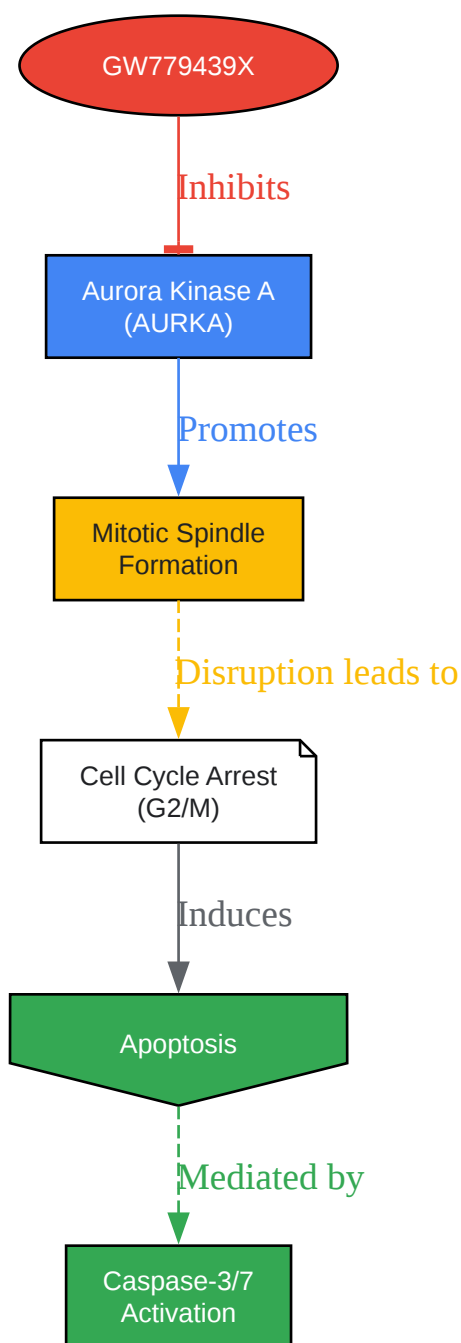 GW779439X
Inhibits
Aurora Kinase A
(AURKA)
Promotes
Mitotic Spindle
Formation
Disruption leads to
Cell Cycle Arrest
(G2/M)
Induces
Apoptosis
Mediated by
Caspase-3/7
Activation